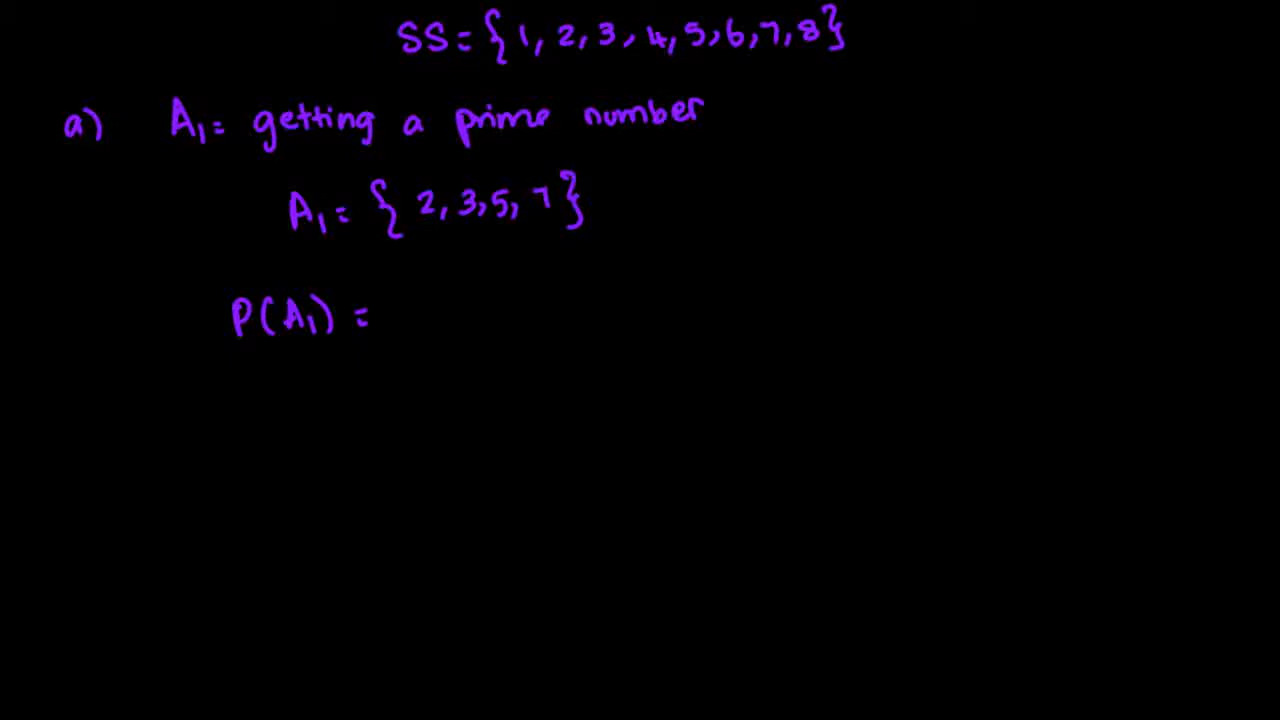 SS = { 1, 2, 3, 4, 5, 6, 7, 8 }
a) A₁ = getting a prime number
A₁ = { 2, 3, 5, 7 }
P(A₁) =